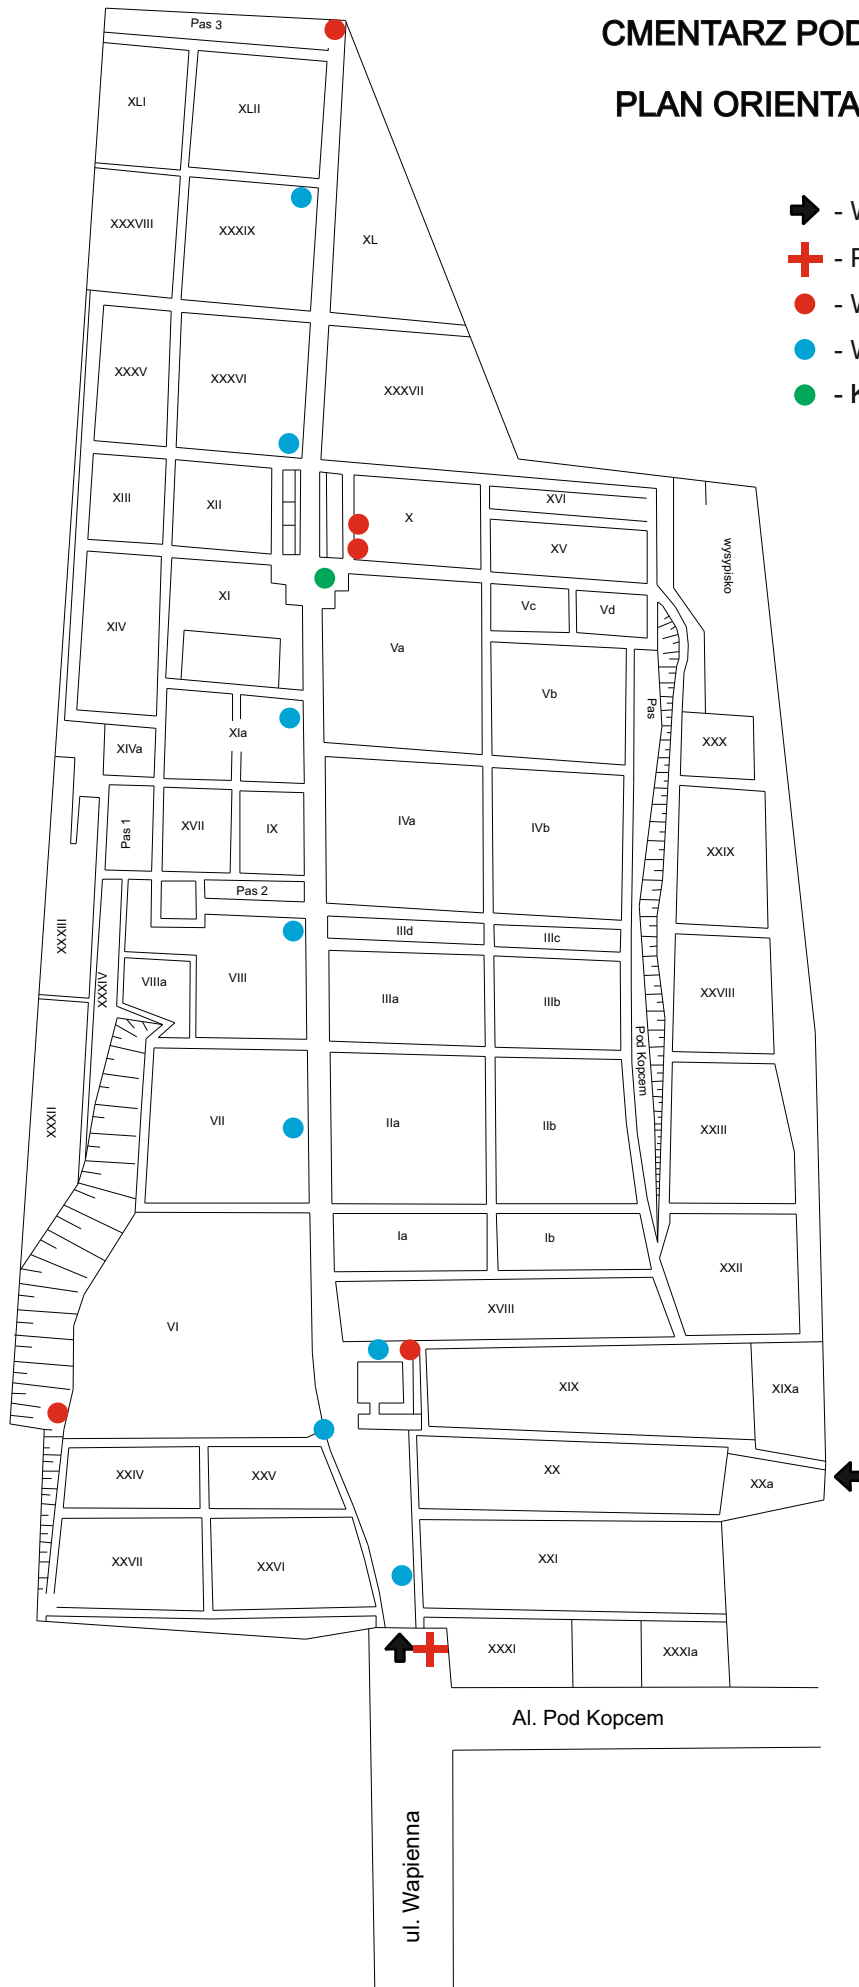 CMENTARZ POD
PLAN ORIENTA
- W
- P
- W
- W
- K
Pas 3
XLI
XLII
XXXVIII
XXXIX
XL
XXXV
XXXVI
XXXVII
XIII
XII
X
XVI
XV
wysypisko
XIV
XI
Va
Vc
Vd
Vb
Pas
XIVa
XIa
XXX
Pas 1
XVII
IX
IVa
IVb
XXIX
Pas 2
XXXIII
XXXIV
VIIIa
VIII
IIId
IIIc
IIIa
IIIb
XXVIII
Pod Kopcem
XXXII
VII
IIa
IIb
XXIII
Ia
Ib
XXII
VI
XVIII
XIX
XIXa
XXIV
XXV
XX
XXa
XXVII
XXVI
XXI
XXXI
XXXIa
Al. Pod Kopcem
ul. Wapienna